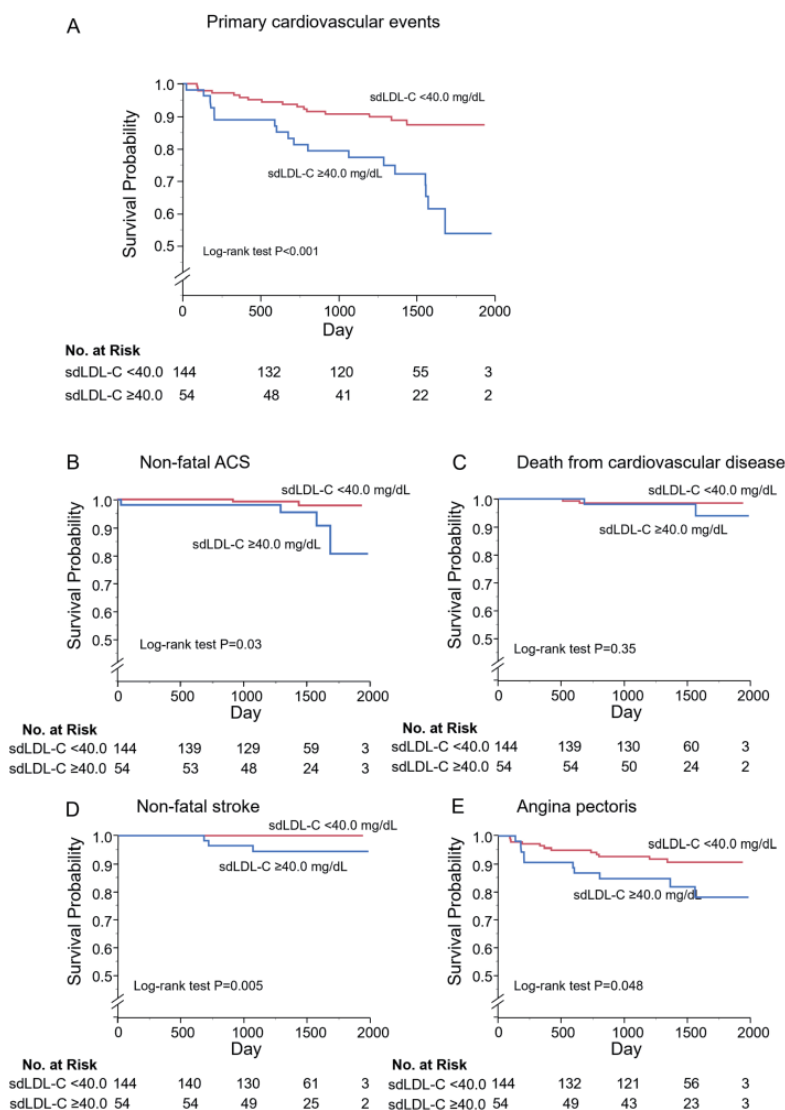 A
Primary cardiovascular events
Survival Probability
1.0
0.9
0.8
0.7
0.6
0.5
sdLDL-C <40.0 mg/dL
sdLDL-C ≥40.0 mg/dL
Log-rank test P<0.001
0 500 1000 1500 2000
Day
No. at Risk
sdLDL-C <40.0 144 132 120 55 3
sdLDL-C ≥40.0 54 48 41 22 2
B
Non-fatal ACS
Survival Probability
1.0
0.9
0.8
0.7
0.6
0.5
sdLDL-C <40.0 mg/dL
sdLDL-C ≥40.0 mg/dL
Log-rank test P=0.03
0 500 1000 1500 2000
Day
No. at Risk
sdLDL-C <40.0 144 139 129 59 3
sdLDL-C ≥40.0 54 53 48 24 3
C
Death from cardiovascular disease
Survival Probability
1.0
0.9
0.8
0.7
0.6
0.5
sdLDL-C <40.0 mg/dL
sdLDL-C ≥40.0 mg/dL
Log-rank test P=0.35
0 500 1000 1500 2000
Day
No. at Risk
sdLDL-C <40.0 144 139 130 60 3
sdLDL-C ≥40.0 54 54 50 24 2
D
Non-fatal stroke
Survival Probability
1.0
0.9
0.8
0.7
0.6
0.5
sdLDL-C <40.0 mg/dL
sdLDL-C ≥40.0 mg/dL
Log-rank test P=0.005
0 500 1000 1500 2000
Day
No. at Risk
sdLDL-C <40.0 144 140 130 61 3
sdLDL-C ≥40.0 54 54 49 25 2
E
Angina pectoris
Survival Probability
1.0
0.9
0.8
0.7
0.6
0.5
sdLDL-C <40.0 mg/dL
sdLDL-C ≥40.0 mg/dL
Log-rank test P=0.048
0 500 1000 1500 2000
Day
No. at Risk
sdLDL-C <40.0 144 132 121 56 3
sdLDL-C ≥40.0 54 49 43 23 3